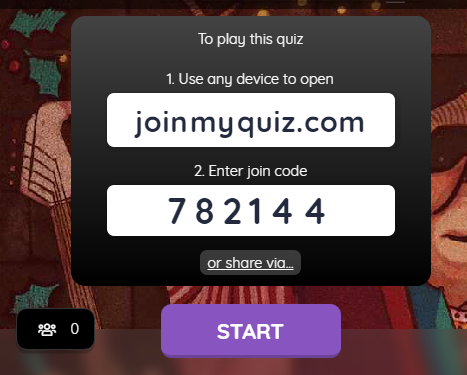 To play this quiz
1. Use any device to open
joinmyquiz.com
2. Enter join code
782144
or share via...
0
START